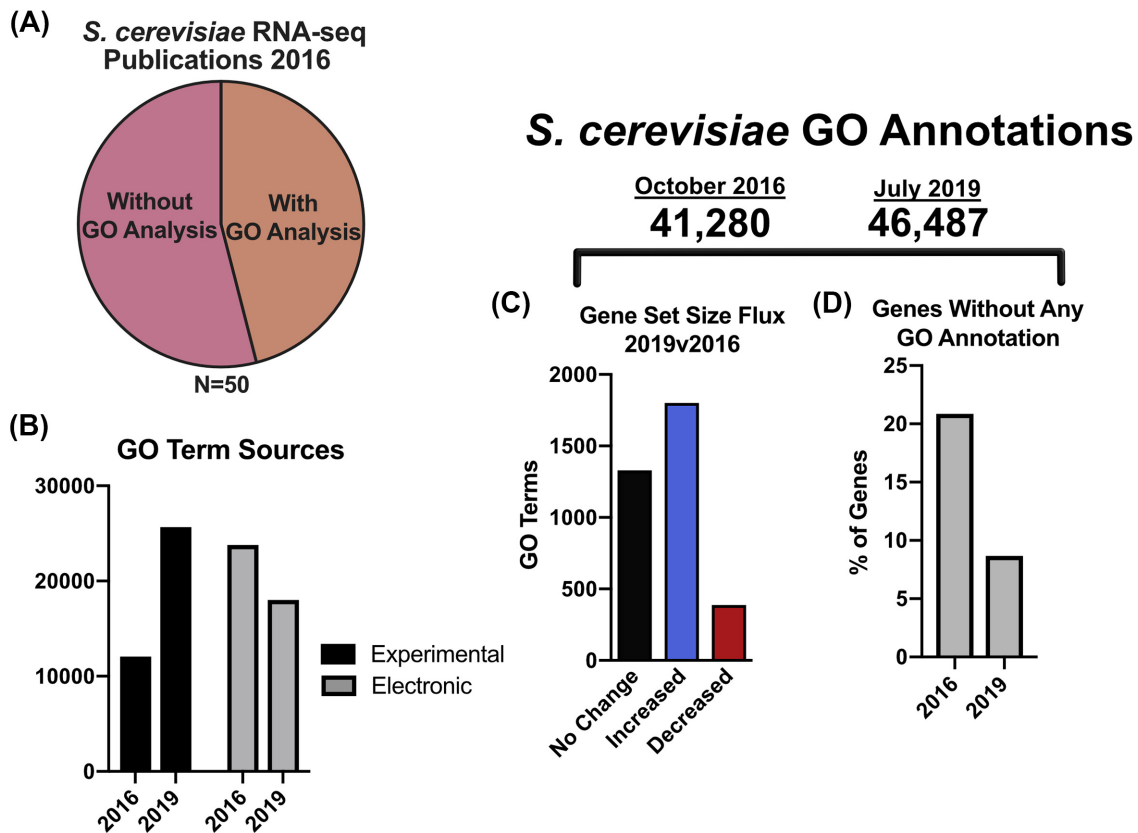 (A)
S. cerevisiae RNA-seq
Publications 2016
Without
GO Analysis
With
GO Analysis
N=50
S. cerevisiae GO Annotations
October 2016
July 2019
41,280
46,487
(B)
GO Term Sources
30000
20000
10000
0
2016
2019
2016
2019
Experimental
Electronic
(C)
Gene Set Size Flux
2019v2016
GO Terms
2000
1500
1000
500
0
No Change
Increased
Decreased
(D)
Genes Without Any
GO Annotation
% of Genes
25
20
15
10
5
0
2016
2019